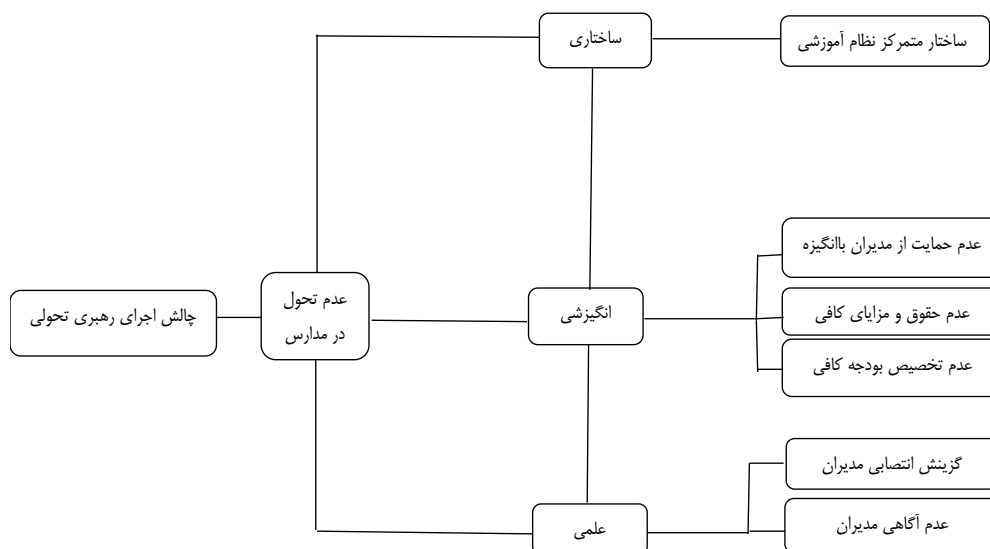 ساختار متمرکز نظام آموزشی
ساختاری
عدم حمایت از مدیران باانگیزه
عدم حقوق و مزایای کافی
عدم تخصیص بودجه کافی
انگیزشی
عدم تحول
در مدارس
چالش اجرای رهبری تحولی
گزینش انتصابی مدیران
عدم آگاهی مدیران
علمی